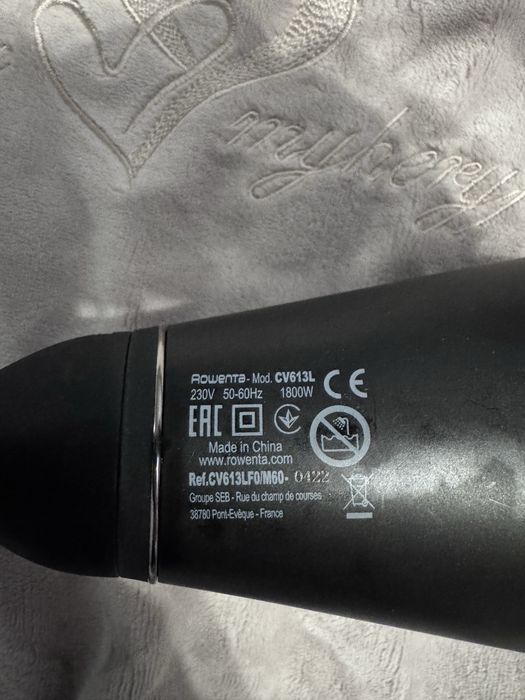 Rowenta - Mod. CV613L
230V 50-60Hz 1800W
CE
EAC
Made in China
www.rowenta.com
Ref.CV613LF0/M60- 0422
Groupe SEB - Rue du champ de courses
38780 Pont-Evêque - France